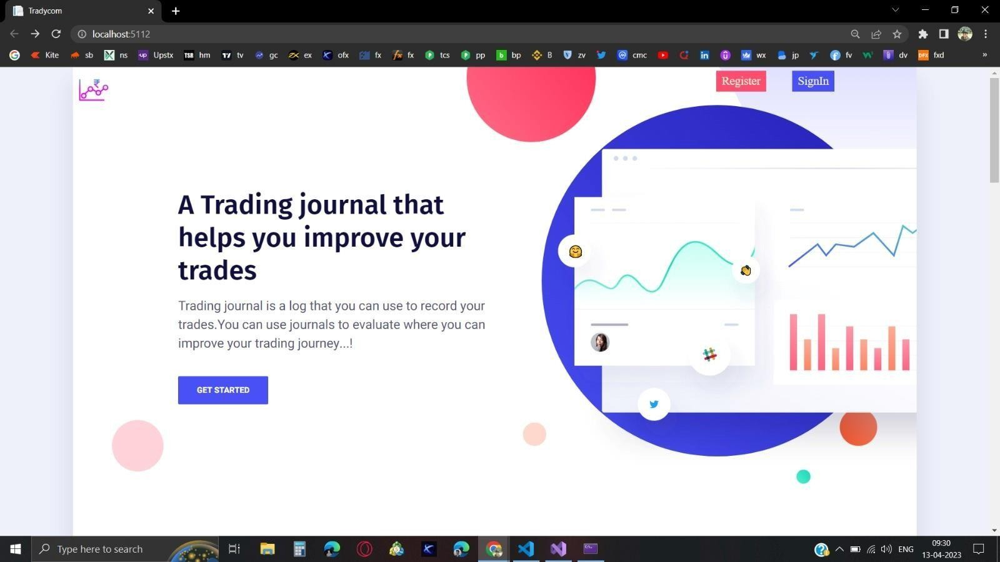 Tradycom
localhost:5112
Kite sb ns Upstx hm tv gc ex ofx fx fx tcs pp bp B zv cmc wx jp fv dv fxd »
Register SignIn
A Trading journal that
helps you improve your
trades
Trading journal is a log that you can use to record your
trades.You can use journals to evaluate where you can
improve your trading journey...!
GET STARTED
Type here to search
ENG
09:30
13-04-2023